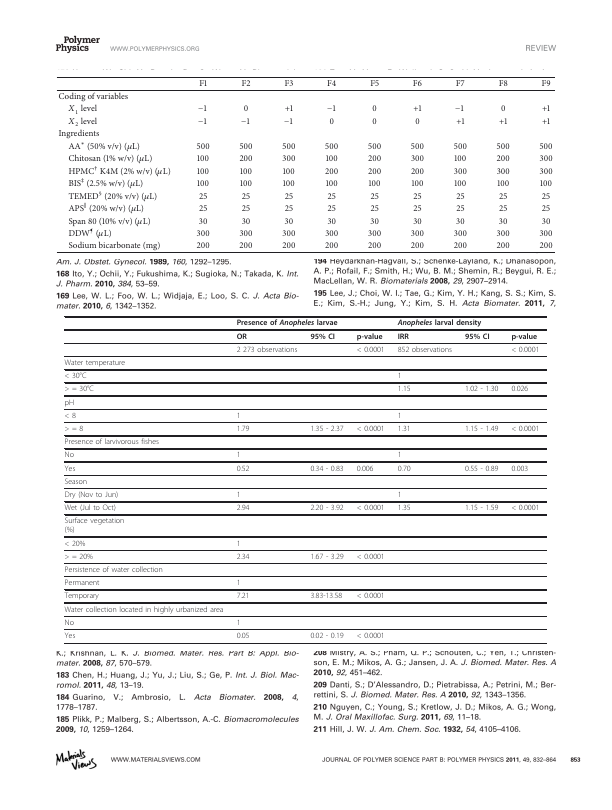 Polymer
Physics WWW.POLYMERPHYSICS.ORG REVIEW
F1 F2 F3 F4 F5 F6 F7 F8 F9
Coding of variables
X1 level −1 0 +1 −1 0 +1 −1 0 +1
X2 level −1 −1 −1 0 0 0 +1 +1 +1
Ingredients
AA* (50% v/v) (μL) 500 500 500 500 500 500 500 500 500
Chitosan (1% w/v) (μL) 100 200 300 100 200 300 100 200 300
HPMC† K4M (2% w/v) (μL) 100 100 100 200 200 200 300 300 300
BIS‡ (2.5% w/v) (μL) 100 100 100 100 100 100 100 100 100
TEMED§ (20% v/v) (μL) 25 25 25 25 25 25 25 25 25
APS‖ (20% w/v) (μL) 25 25 25 25 25 25 25 25 25
Span 80 (10% v/v) (μL) 30 30 30 30 30 30 30 30 30
DDW¶ (μL) 300 300 300 300 300 300 300 300 300
Sodium bicarbonate (mg) 200 200 200 200 200 200 200 200 200
Am. J. Obstet. Gynecol. 1989, 160, 1292–1295.
168 Ito, Y.; Ochii, Y.; Fukushima, K.; Sugioka, N.; Takada, K. Int.
J. Pharm. 2010, 384, 53–59.
169 Lee, W. L.; Foo, W. L.; Widjaja, E.; Loo, S. C. J. Acta Bio-
mater. 2010, 6, 1342–1352.
194 Heydarkhan-Hagvall, S.; Schenke-Layland, K.; Dhanasopon,
A. P.; Rofail, F.; Smith, H.; Wu, B. M.; Shemin, R.; Beygui, R. E.;
MacLellan, W. R. Biomaterials 2008, 29, 2907–2914.
195 Lee, J.; Choi, W. I.; Tae, G.; Kim, Y. H.; Kang, S. S.; Kim, S.
E.; Kim, S.-H.; Jung, Y.; Kim, S. H. Acta Biomater. 2011, 7,
Presence of Anopheles larvae Anopheles larval density
OR 95% CI p-value IRR 95% CI p-value
2 273 observations < 0.0001 852 observations < 0.0001
Water temperature
< 30°C 1
> = 30°C 1.15 1.02 - 1.30 0.026
pH
< 8 1 1
> = 8 1.79 1.35 - 2.37 < 0.0001 1.31 1.15 - 1.49 < 0.0001
Presence of larvivorous fishes
No 1 1
Yes 0.52 0.34 - 0.83 0.006 0.70 0.55 - 0.89 0.003
Season
Dry (Nov to Jun) 1 1
Wet (Jul to Oct) 2.94 2.20 - 3.92 < 0.0001 1.35 1.15 - 1.59 < 0.0001
Surface vegetation
(%)
< 20% 1
> = 20% 2.34 1.67 - 3.29 < 0.0001
Persistence of water collection
Permanent 1
Temporary 7.21 3.83-13.58 < 0.0001
Water collection located in highly urbanized area
No 1
Yes 0.05 0.02 - 0.19 < 0.0001
K.; Krishnan, L. K. J. Biomed. Mater. Res. Part B: Appl. Bio-
mater. 2008, 87, 570–579.
183 Chen, H.; Huang, J.; Yu, J.; Liu, S.; Ge, P. Int. J. Biol. Mac-
romol. 2011, 48, 13–19.
184 Guarino, V.; Ambrosio, L. Acta Biomater. 2008, 4,
1778–1787.
185 Plikk, P.; Malberg, S.; Albertsson, A.-C. Biomacromolecules
2009, 10, 1259–1264.
208 Mistry, A. S.; Pham, Q. P.; Schouten, C.; Yeh, T.; Christen-
son, E. M.; Mikos, A. G.; Jansen, J. A. J. Biomed. Mater. Res. A
2010, 92, 451–462.
209 Danti, S.; D'Alessandro, D.; Pietrabissa, A.; Petrini, M.; Ber-
rettini, S. J. Biomed. Mater. Res. A 2010, 92, 1343–1356.
210 Nguyen, C.; Young, S.; Kretlow, J. D.; Mikos, A. G.; Wong,
M. J. Oral Maxillofac. Surg. 2011, 69, 11–18.
211 Hill, J. W. J. Am. Chem. Soc. 1932, 54, 4105–4106.
Materials
Views WWW.MATERIALSVIEWS.COM JOURNAL OF POLYMER SCIENCE PART B: POLYMER PHYSICS 2011, 49, 832–864 853